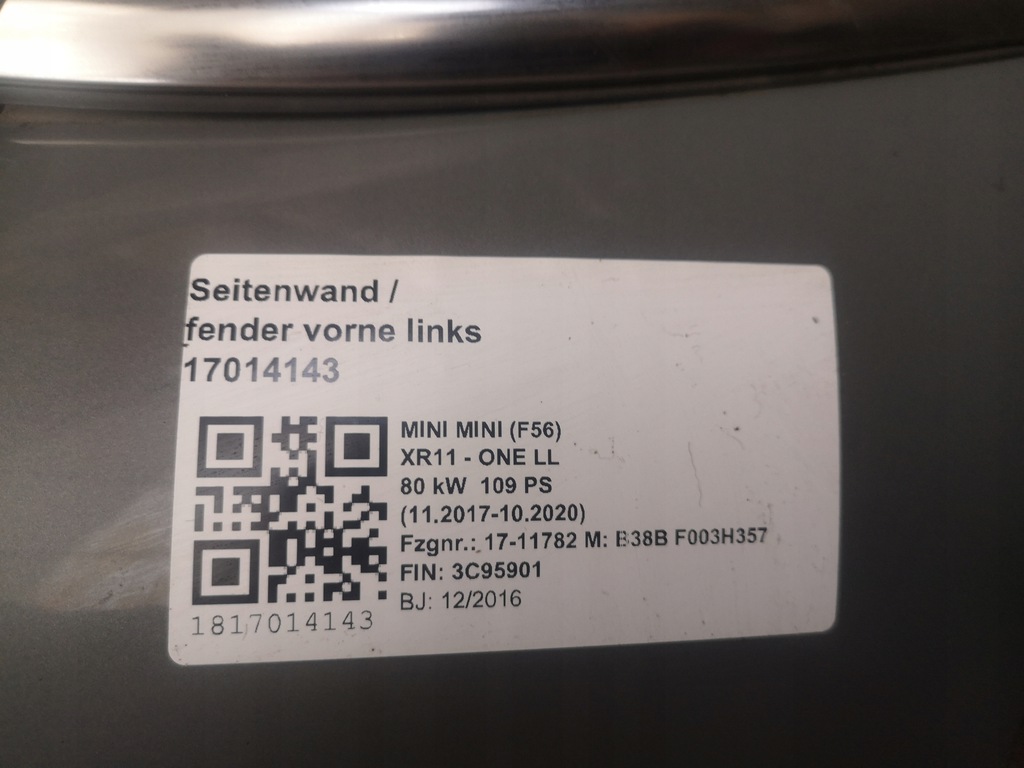 Seitenwand /
fender vorne links
17014143
MINI MINI (F56)
XR11 - ONE LL
80 kW 109 PS
(11.2017-10.2020)
Fzgnr.: 17-11782 M: B38B F003H357
FIN: 3C95901
BJ: 12/2016
1817014143